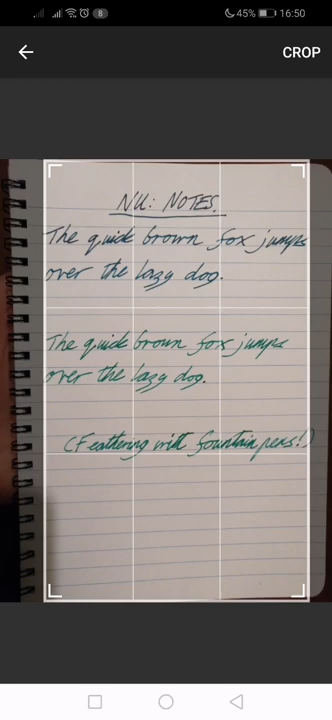 8 45% 16:50
CROP
NU: NOTES.
The quick brown fox jumps
over the lazy dog.
The quick brown fox jumps
over the lazy dog.
(Feathering with fountain pens!)